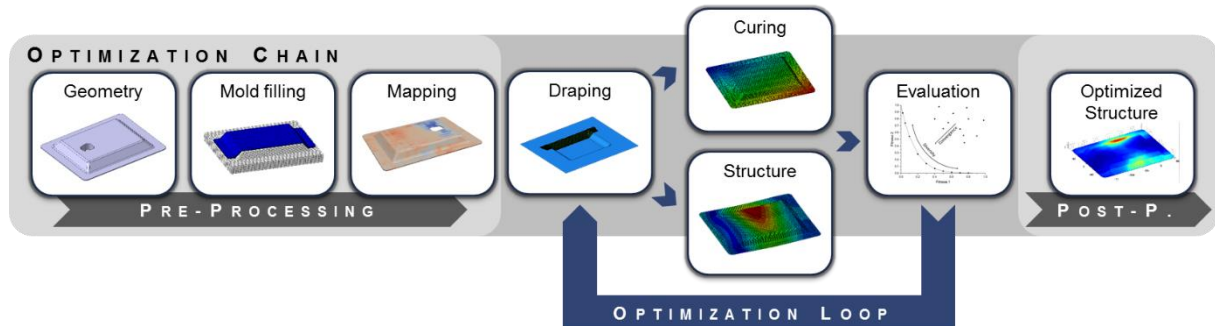 OPTIMIZATION CHAIN
Geometry
Mold filling
Mapping
PRE-PROCESSING
Draping
Curing
Structure
Evaluation
Optimized
Structure
POST-P.
OPTIMIZATION LOOP